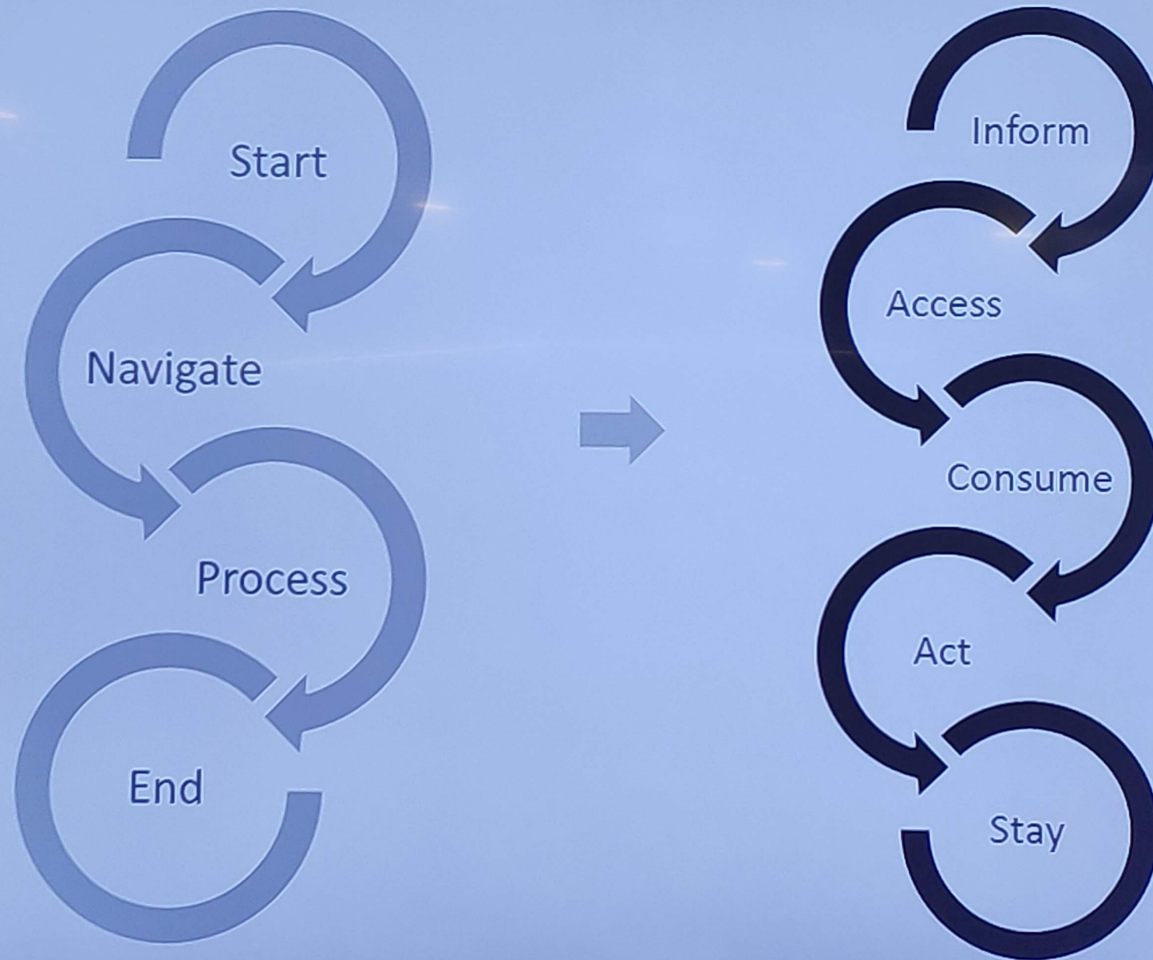 Start
Navigate
Process
End
Inform
Access
Consume
Act
Stay